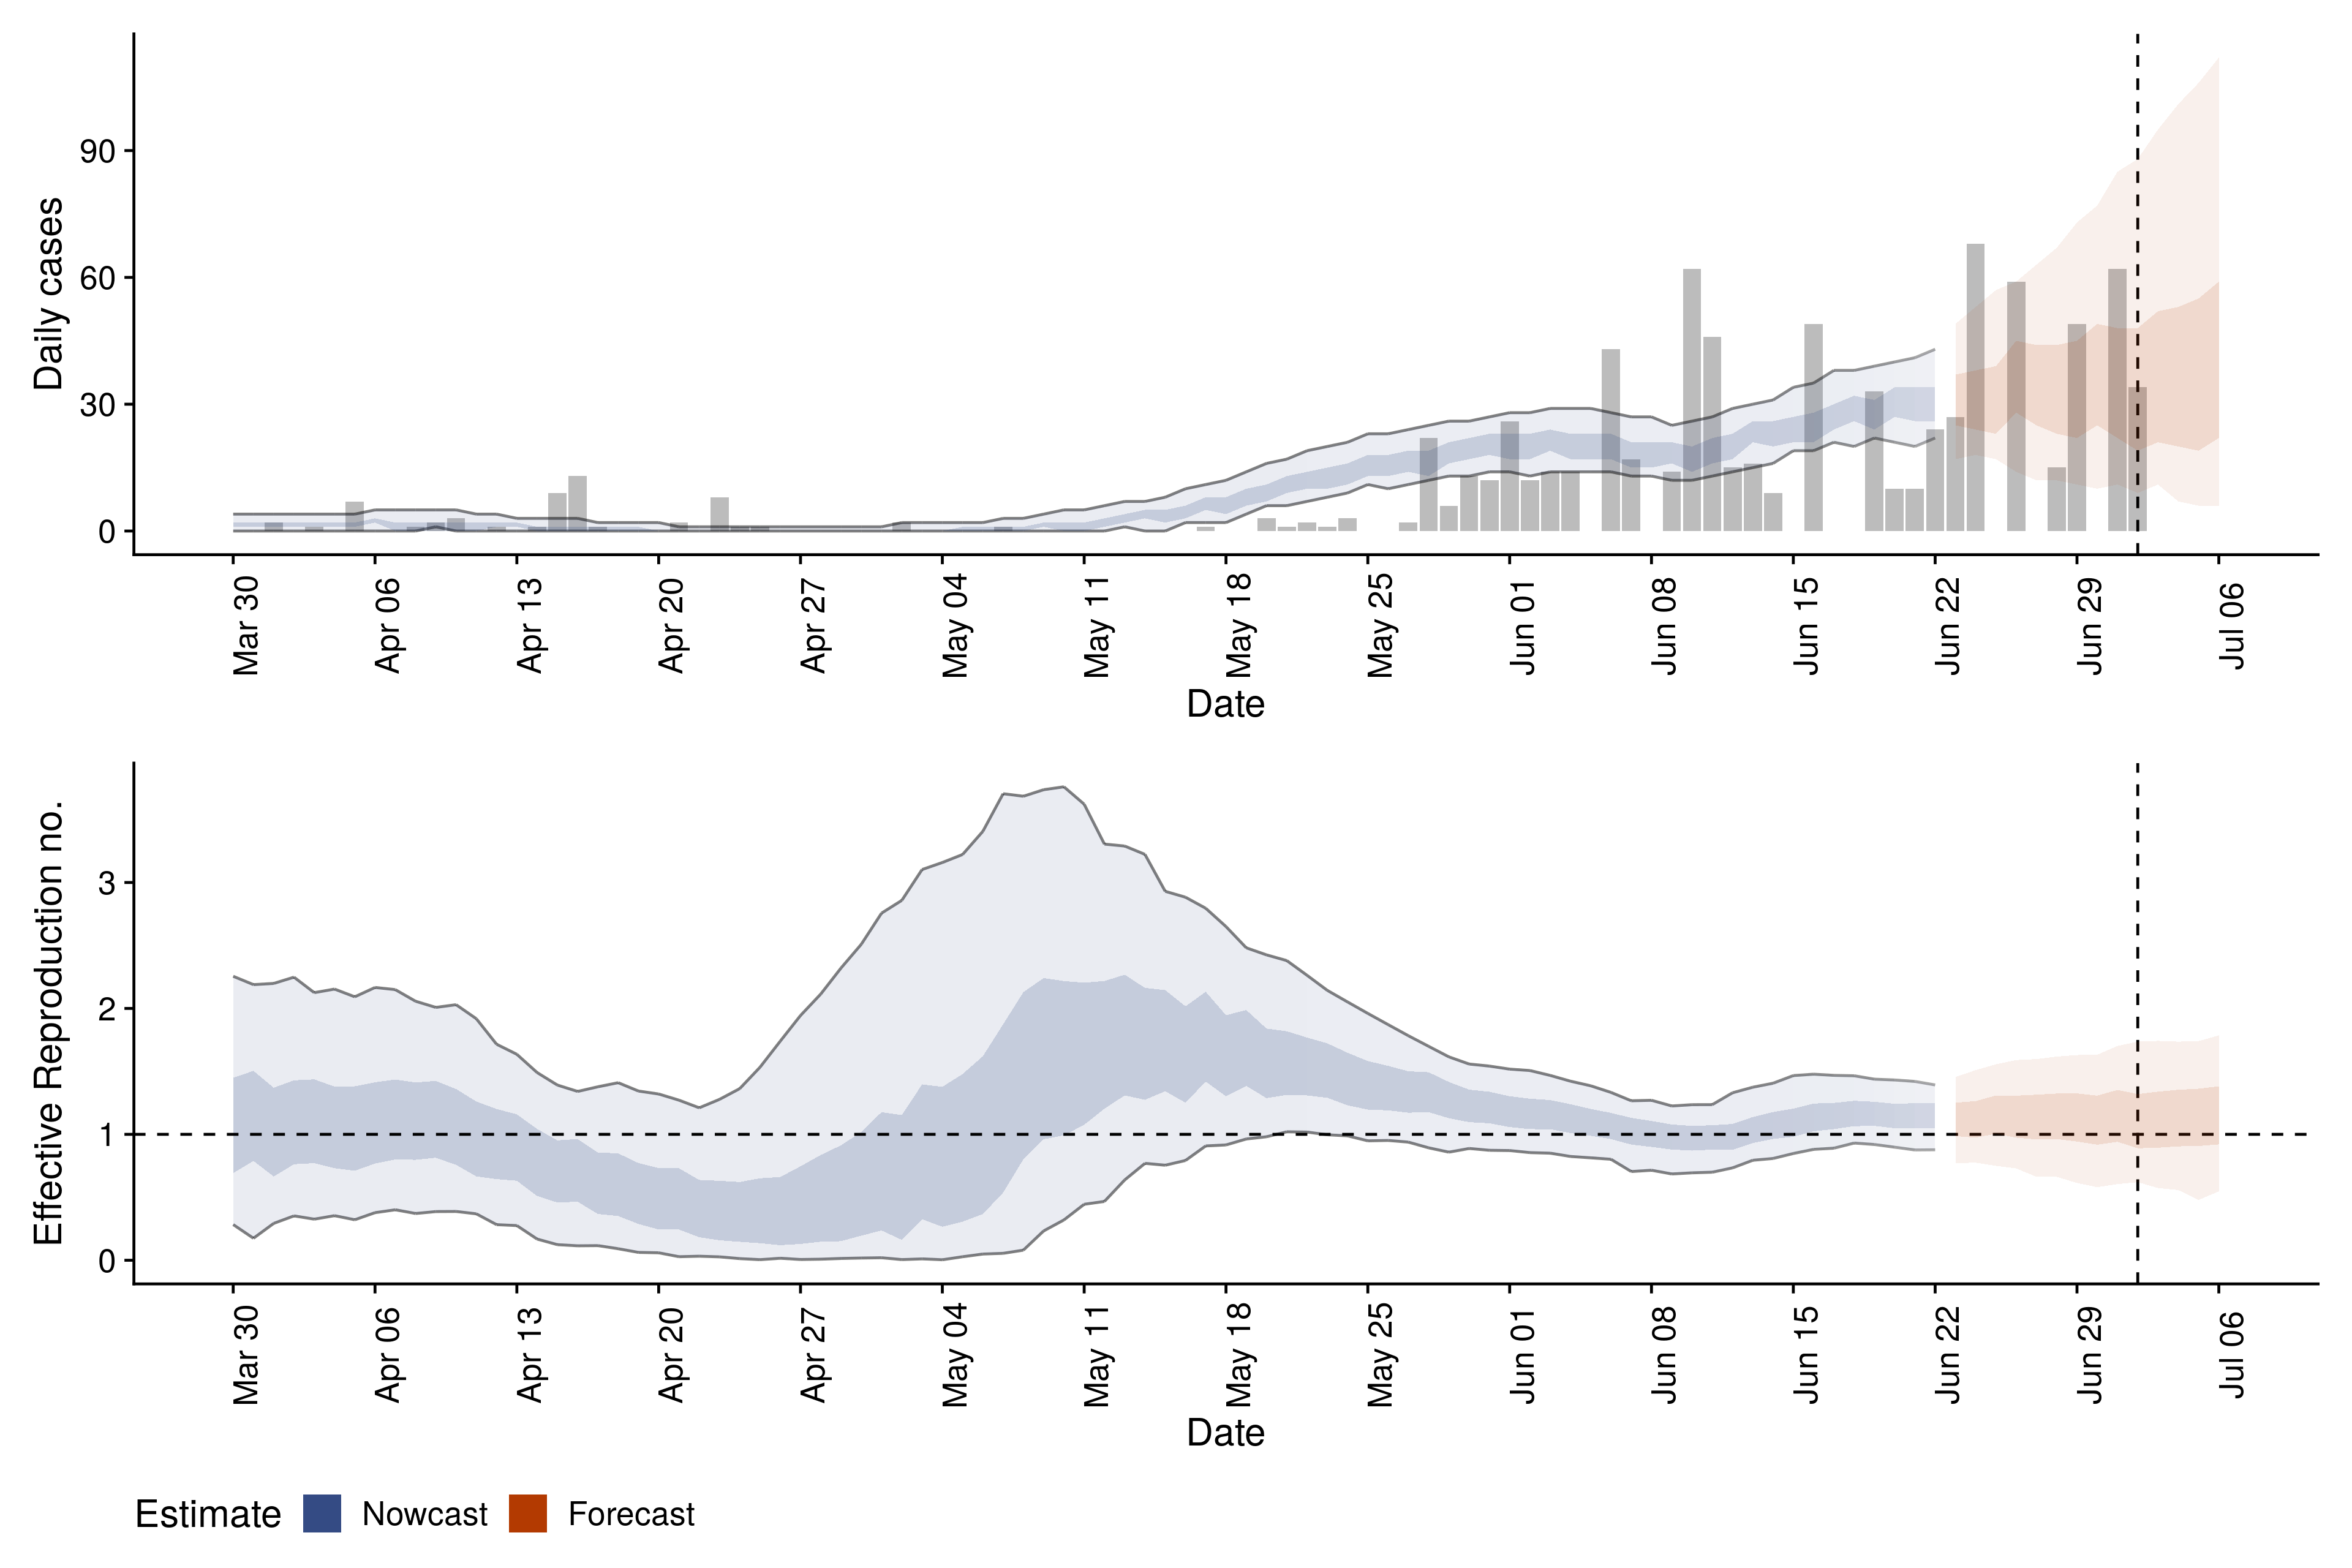 Daily cases
90
60
30
0
Mar 30
Apr 06
Apr 13
Apr 20
Apr 27
May 04
May 11
May 18
May 25
Jun 01
Jun 08
Jun 15
Jun 22
Jun 29
Jul 06
Date
Effective Reproduction no.
3
2
1
0
Mar 30
Apr 06
Apr 13
Apr 20
Apr 27
May 04
May 11
May 18
May 25
Jun 01
Jun 08
Jun 15
Jun 22
Jun 29
Jul 06
Date
Estimate Nowcast Forecast